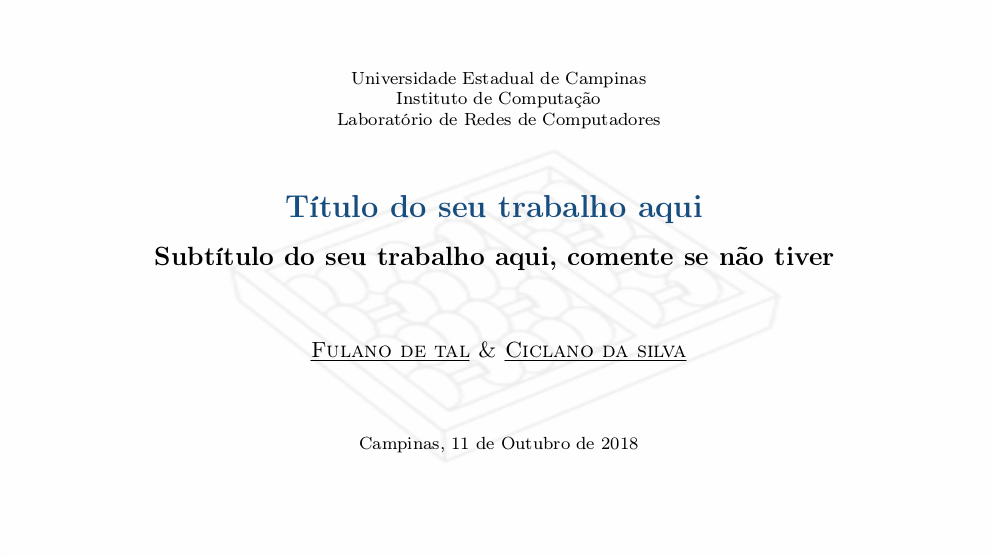 Universidade Estadual de Campinas
Instituto de Computação
Laboratório de Redes de Computadores
Título do seu trabalho aqui
Subtítulo do seu trabalho aqui, comente se não tiver
Fulano de tal & Ciclano da silva
Campinas, 11 de Outubro de 2018